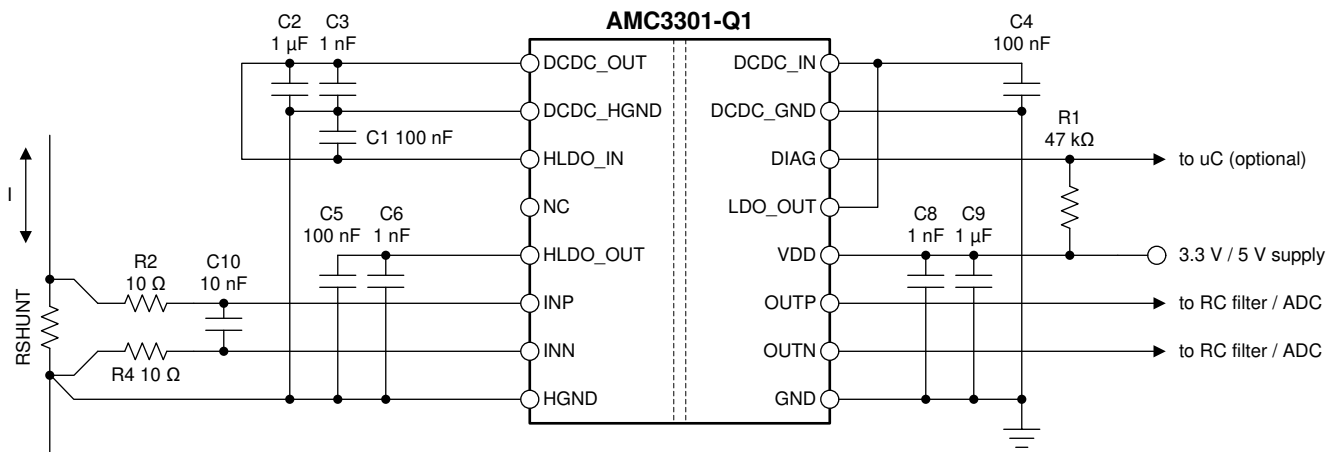 AMC3301-Q1
C2
1 µF
C3
1 nF
C4
100 nF
DCDC_OUT
DCDC_IN
DCDC_HGND
DCDC_GND
C1 100 nF
R1
47 kΩ
HLDO_IN
DIAG
to uC (optional)
I
NC
LDO_OUT
C5
100 nF
C6
1 nF
C8
1 nF
C9
1 µF
HLDO_OUT
VDD
3.3 V / 5 V supply
R2
10 Ω
C10
10 nF
INP
OUTP
to RC filter / ADC
RSHUNT
INN
OUTN
to RC filter / ADC
R4 10 Ω
HGND
GND